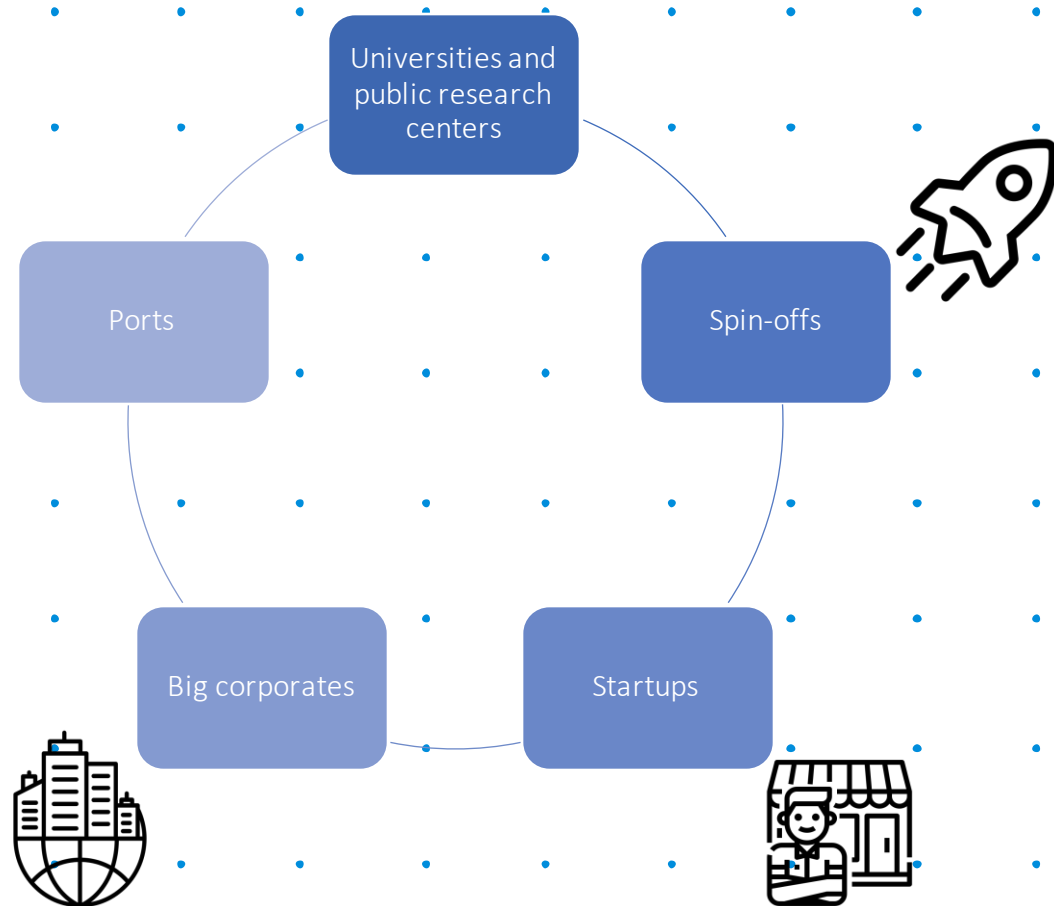 Universities and
public research
centers
Ports
Spin-offs
Big corporates
Startups